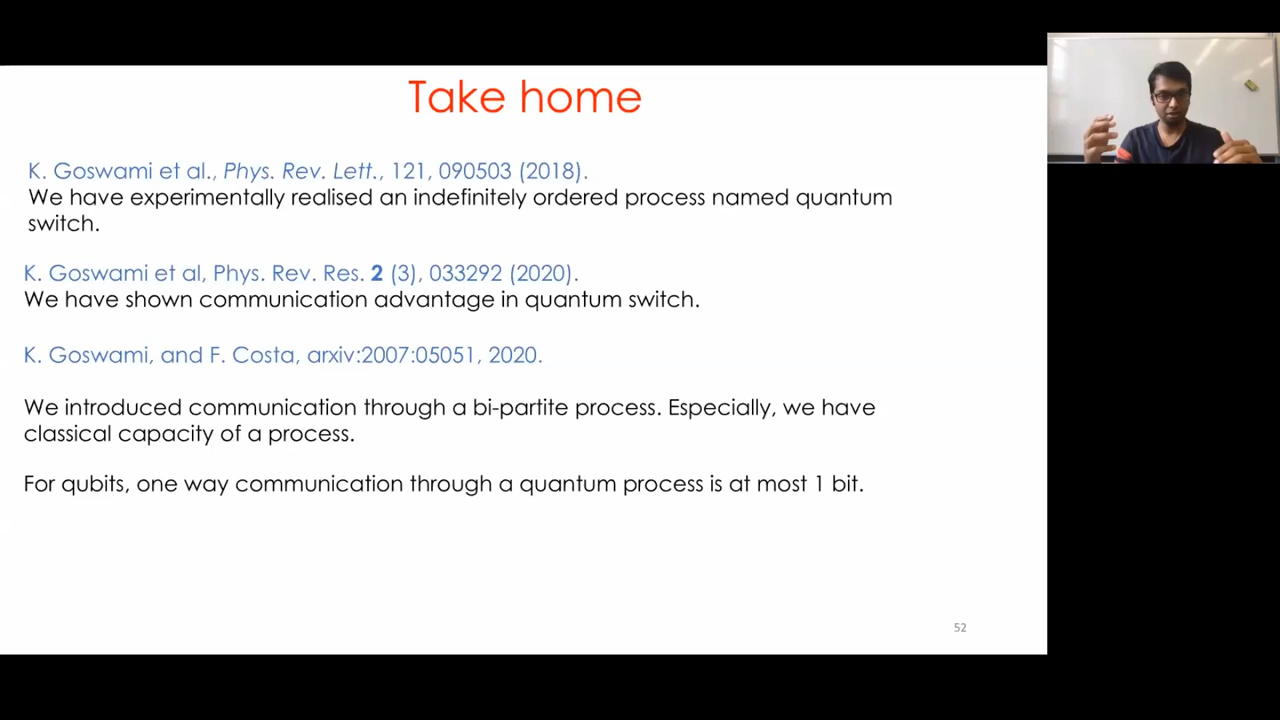 Take home
K. Goswami et al., Phys. Rev. Lett., 121, 090503 (2018).
We have experimentally realised an indefinitely ordered process named quantum
switch.
K. Goswami et al, Phys. Rev. Res. 2 (3), 033292 (2020).
We have shown communication advantage in quantum switch.
K. Goswami, and F. Costa, arxiv:2007:05051, 2020.
We introduced communication through a bi-partite process. Especially, we have
classical capacity of a process.
For qubits, one way communication through a quantum process is at most 1 bit.
52